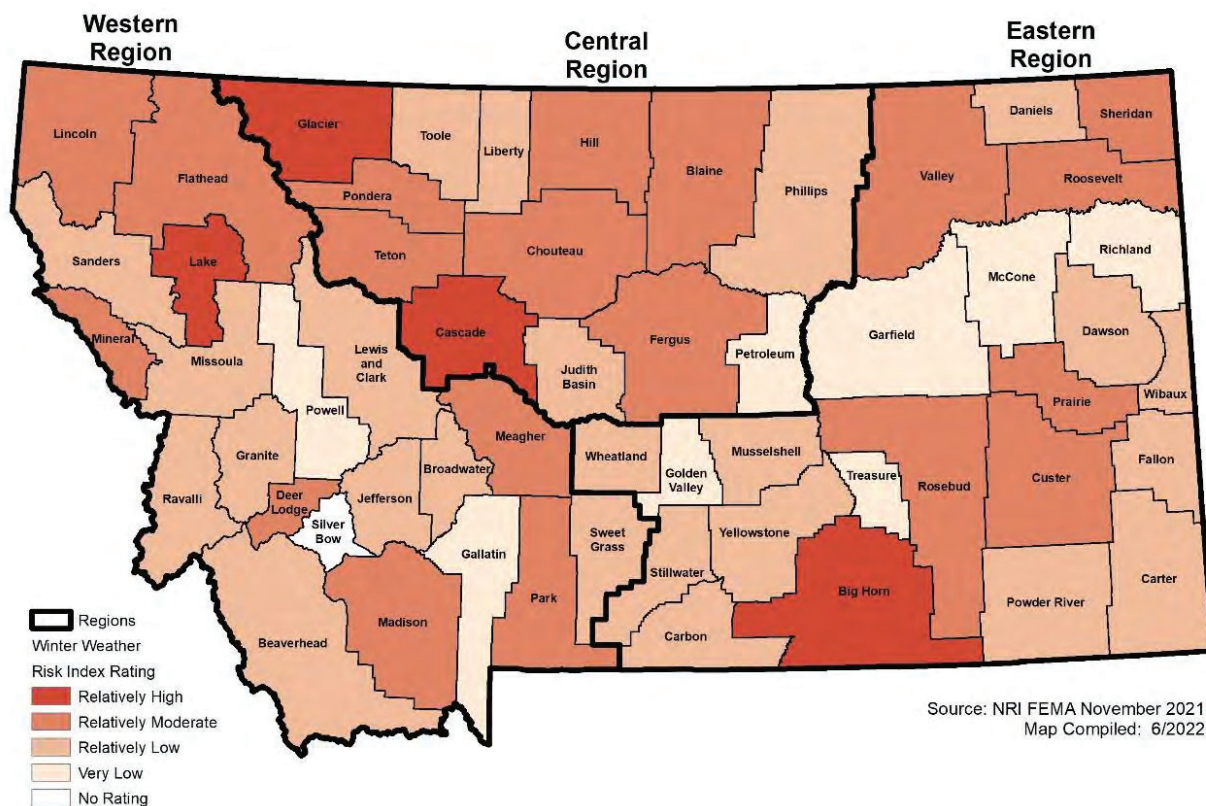 Western
Region
Central
Region
Eastern
Region
Lincoln
Flathead
Glacier
Toole
Liberty
Hill
Blaine
Phillips
Valley
Daniels
Sheridan
Roosevelt
Pondera
Teton
Chouteau
Sanders
Lake
Cascade
Judith
Basin
Fergus
Petroleum
Garfield
McCone
Richland
Dawson
Wibaux
Prairie
Mineral
Missoula
Powell
Lewis
and
Clark
Meagher
Wheatland
Golden
Valley
Musselshell
Treasure
Rosebud
Custer
Fallon
Ravalli
Granite
Deer
Lodge
Silver
Bow
Jefferson
Broadwater
Gallatin
Park
Sweet
Grass
Stillwater
Yellowstone
Carbon
Big Horn
Powder River
Carter
Beaverhead
Madison
Regions
Winter Weather
Risk Index Rating
Relatively High
Relatively Moderate
Relatively Low
Very Low
No Rating
Source: NRI FEMA November 2021
Map Compiled: 6/2022